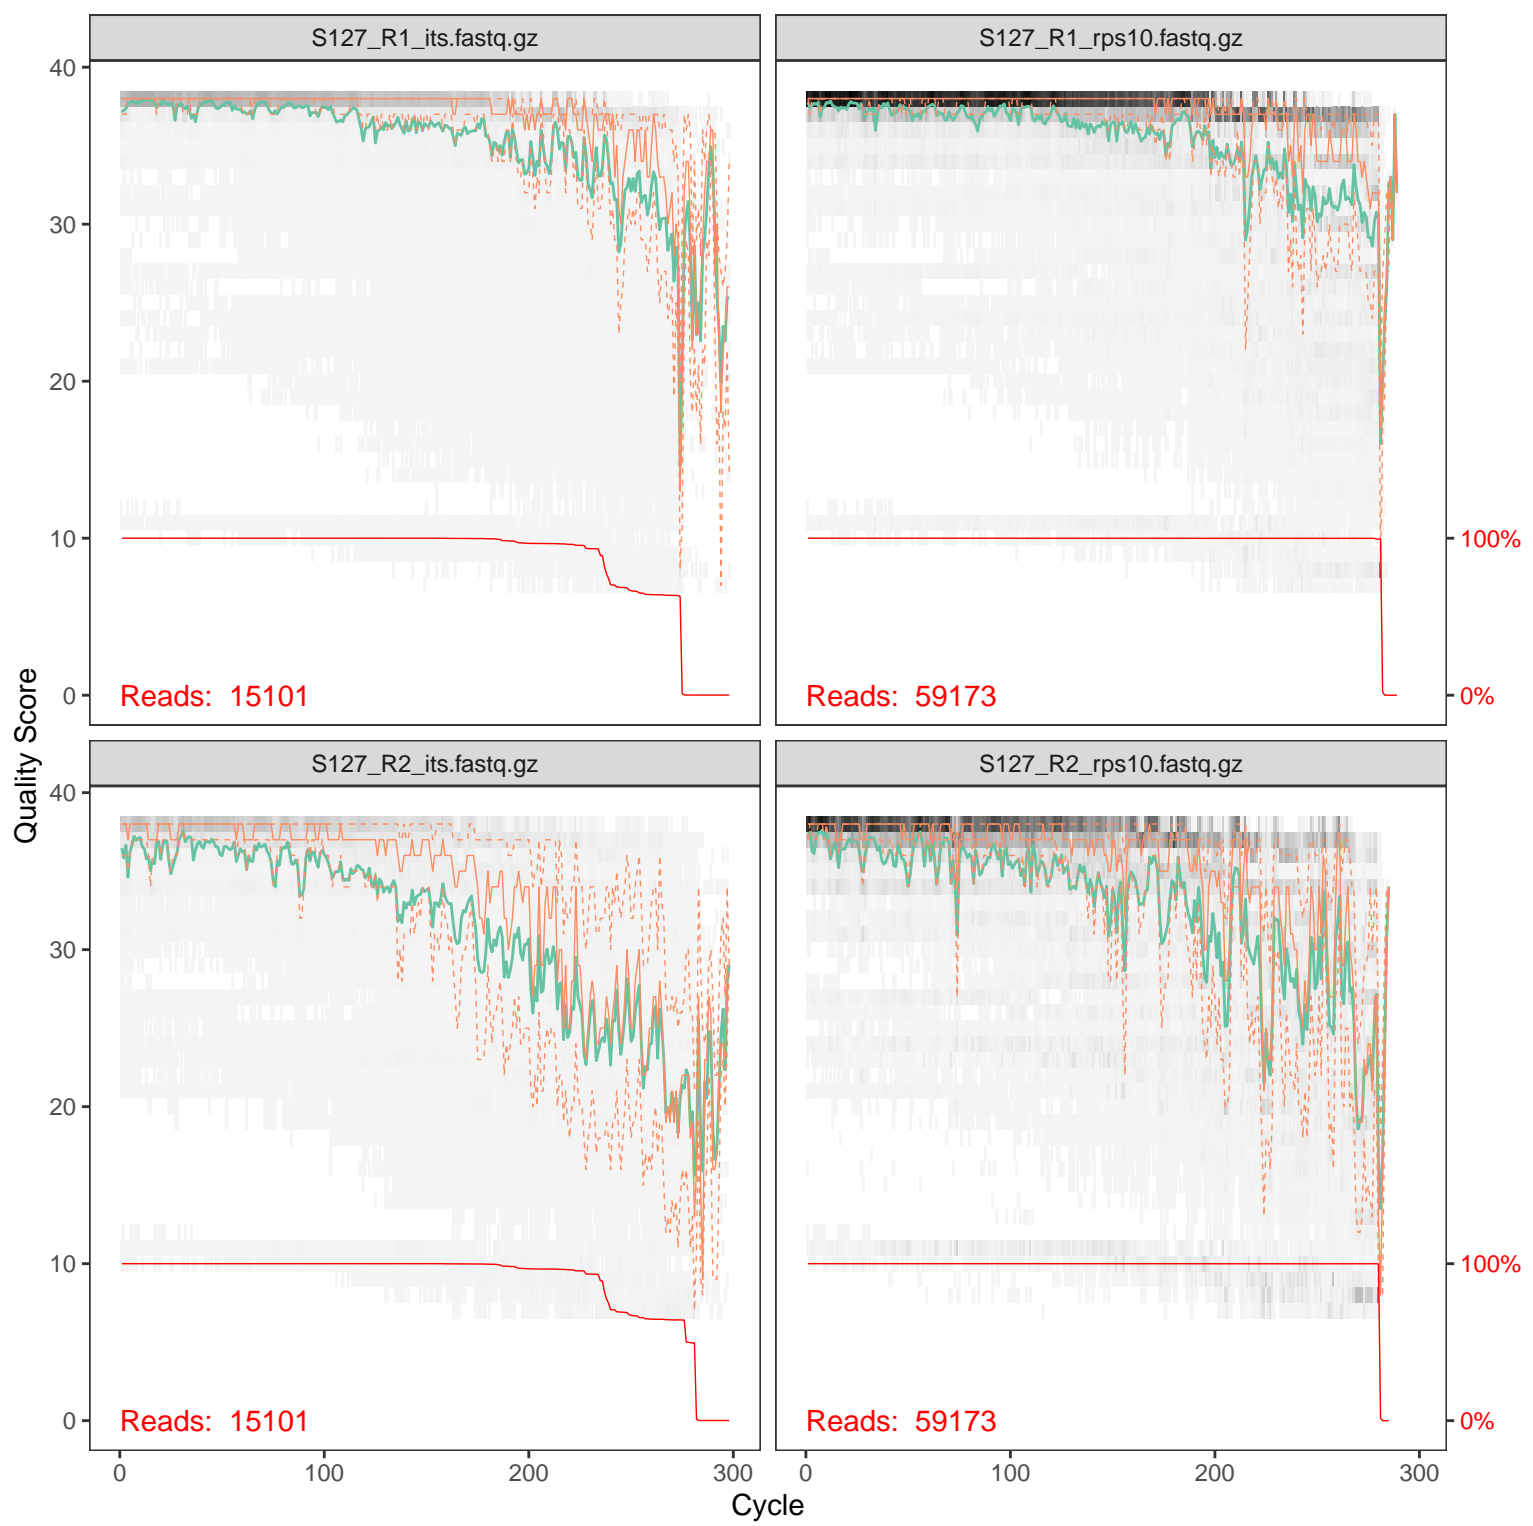 S127_R1_its.fastq.gz
S127_R1_rps10.fastq.gz
40
30
20
10
0
Reads: 15101
Reads: 59173
100%
0%
S127_R2_its.fastq.gz
S127_R2_rps10.fastq.gz
Quality Score
40
30
20
10
0
Reads: 15101
Reads: 59173
100%
0%
0 100 200 300
0 100 200 300
Cycle